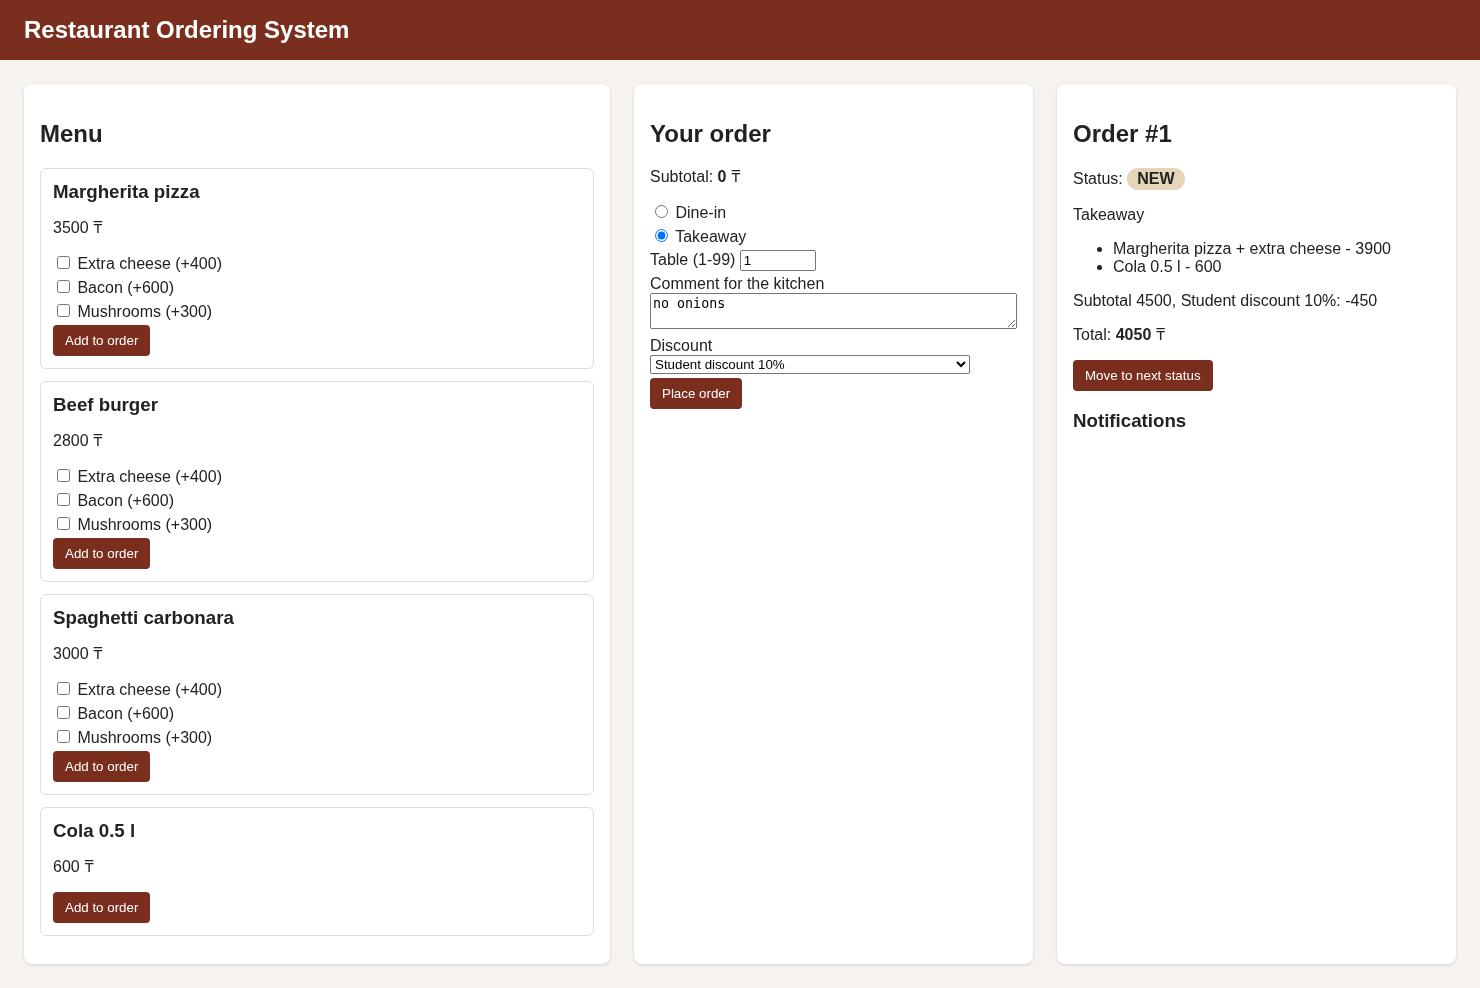 Restaurant Ordering System
Menu
Margherita pizza
3500 ₸
Extra cheese (+400)
Bacon (+600)
Mushrooms (+300)
Add to order
Beef burger
2800 ₸
Extra cheese (+400)
Bacon (+600)
Mushrooms (+300)
Add to order
Spaghetti carbonara
3000 ₸
Extra cheese (+400)
Bacon (+600)
Mushrooms (+300)
Add to order
Cola 0.5 l
600 ₸
Add to order
Your order
Subtotal: 0 ₸
Dine-in
Takeaway
Table (1-99) 1
Comment for the kitchen
no onions
Discount
Student discount 10%
Place order
Order #1
Status: NEW
Takeaway
• Margherita pizza + extra cheese - 3900
• Cola 0.5 l - 600
Subtotal 4500, Student discount 10%: -450
Total: 4050 ₸
Move to next status
Notifications